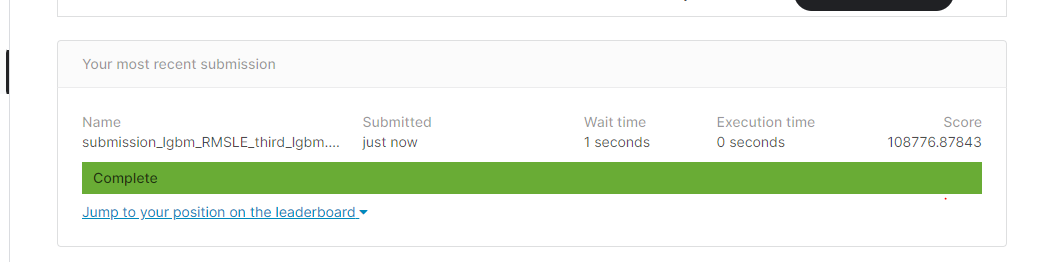 Your most recent submission
Name Submitted Wait time Execution time Score
submission_lgbm_RMSLE_third_lgbm.... just now 1 seconds 0 seconds 108776.87843
Complete
Jump to your position on the leaderboard